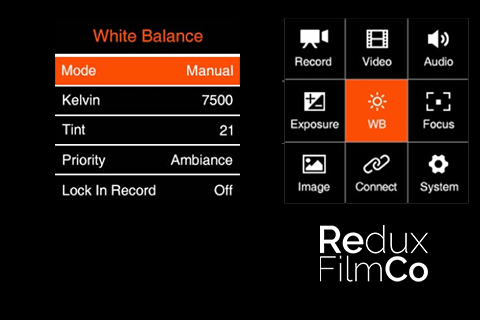 White Balance
Mode Manual
Kelvin 7500
Tint 21
Priority Ambiance
Lock In Record Off
Record Video Audio
Exposure WB Focus
Image Connect System
Redux
FilmCo